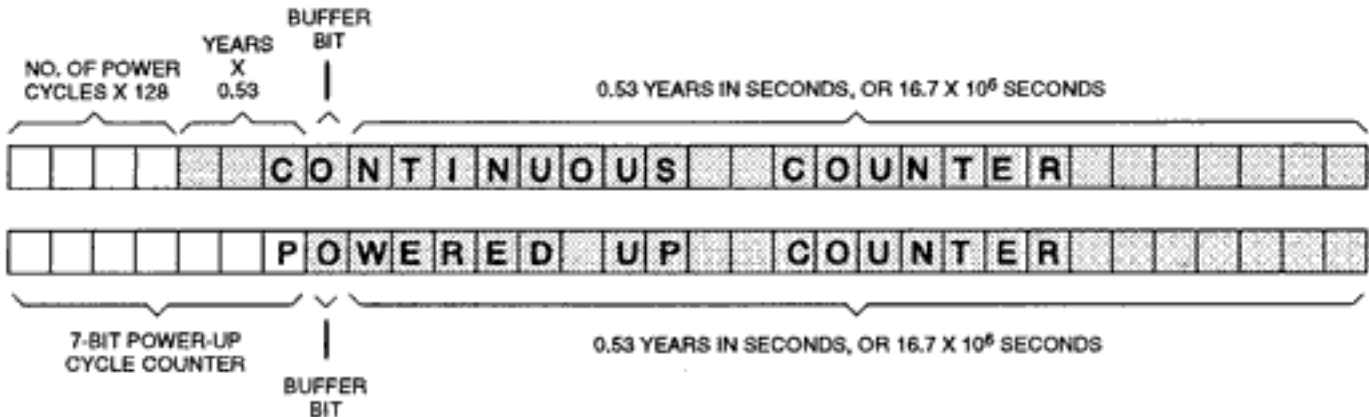 BUFFER
BIT
YEARS
X
0.53
NO. OF POWER
CYCLES X 128
0.53 YEARS IN SECONDS, OR 16.7 X 10⁶ SECONDS
CONTINUOUS COUNTER
POWERED UP COUNTER
7-BIT POWER-UP
CYCLE COUNTER
BUFFER
BIT
0.53 YEARS IN SECONDS, OR 16.7 X 10⁶ SECONDS